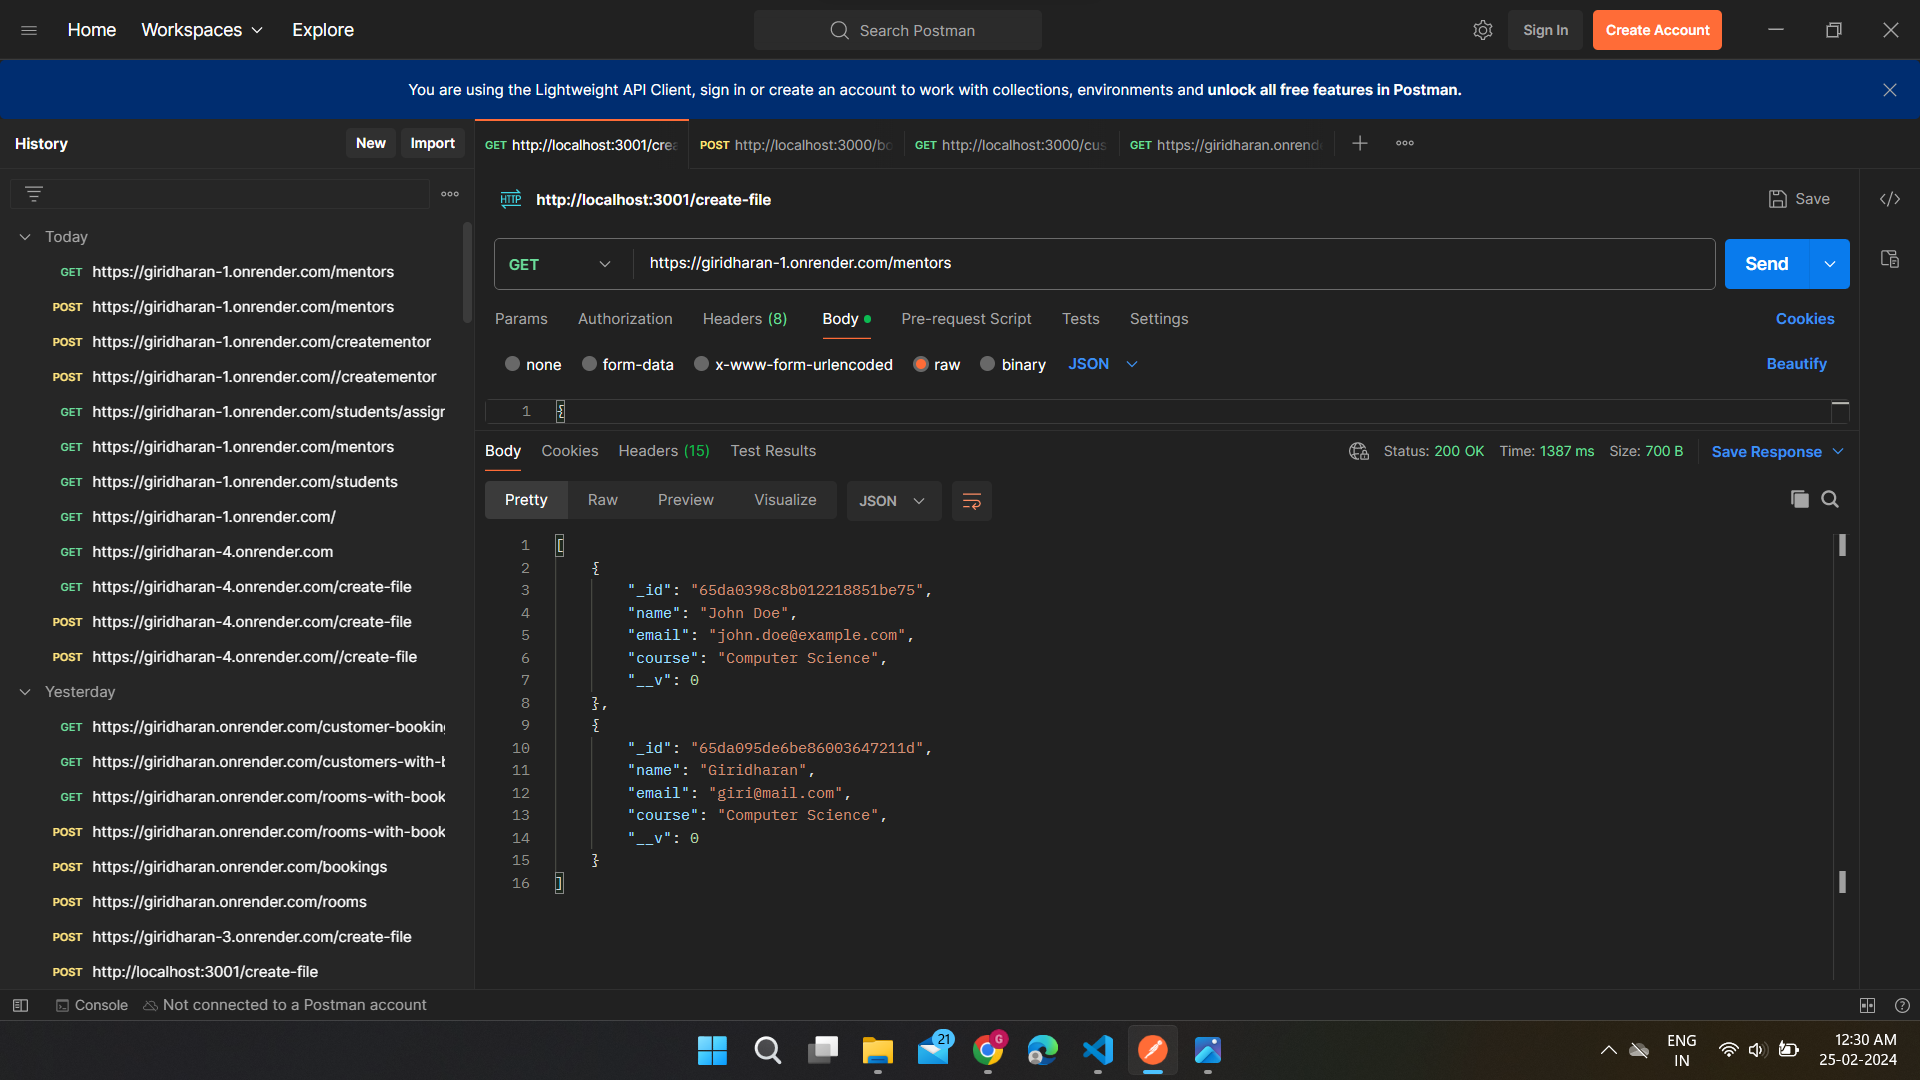 Home Workspaces Explore Search Postman Sign In Create Account
You are using the Lightweight API Client, sign in or create an account to work with collections, environments and unlock all free features in Postman.
History New Import
GET http://localhost:3001/crea POST http://localhost:3000/bo GET http://localhost:3000/cus GET https://giridharan.onrende
HTTP http://localhost:3001/create-file Save
GET https://giridharan-1.onrender.com/mentors Send
Params Authorization Headers (8) Body Pre-request Script Tests Settings Cookies
none form-data x-www-form-urlencoded raw binary JSON Beautify
1 {
Today
GET https://giridharan-1.onrender.com/mentors
POST https://giridharan-1.onrender.com/mentors
POST https://giridharan-1.onrender.com/creatementor
POST https://giridharan-1.onrender.com//creatementor
GET https://giridharan-1.onrender.com/students/assigr
GET https://giridharan-1.onrender.com/mentors
GET https://giridharan-1.onrender.com/students
GET https://giridharan-1.onrender.com/
GET https://giridharan-4.onrender.com
GET https://giridharan-4.onrender.com/create-file
POST https://giridharan-4.onrender.com/create-file
POST https://giridharan-4.onrender.com//create-file
Yesterday
GET https://giridharan.onrender.com/customer-booking
GET https://giridharan.onrender.com/customers-with-b
GET https://giridharan.onrender.com/rooms-with-book
POST https://giridharan.onrender.com/rooms-with-book
POST https://giridharan.onrender.com/bookings
POST https://giridharan.onrender.com/rooms
POST https://giridharan-3.onrender.com/create-file
POST http://localhost:3001/create-file
Body Cookies Headers (15) Test Results Status: 200 OK Time: 1387 ms Size: 700 B Save Response
Pretty Raw Preview Visualize JSON
1 [
2 {
3 "_id": "65da0398c8b012218851be75",
4 "name": "John Doe",
5 "email": "john.doe@example.com",
6 "course": "Computer Science",
7 "__v": 0
8 },
9 {
10 "_id": "65da095de6be86003647211d",
11 "name": "Giridharan",
12 "email": "giri@mail.com",
13 "course": "Computer Science",
14 "__v": 0
15 }
16 ]
Console Not connected to a Postman account
21 G ENG IN 12:30 AM
25-02-2024